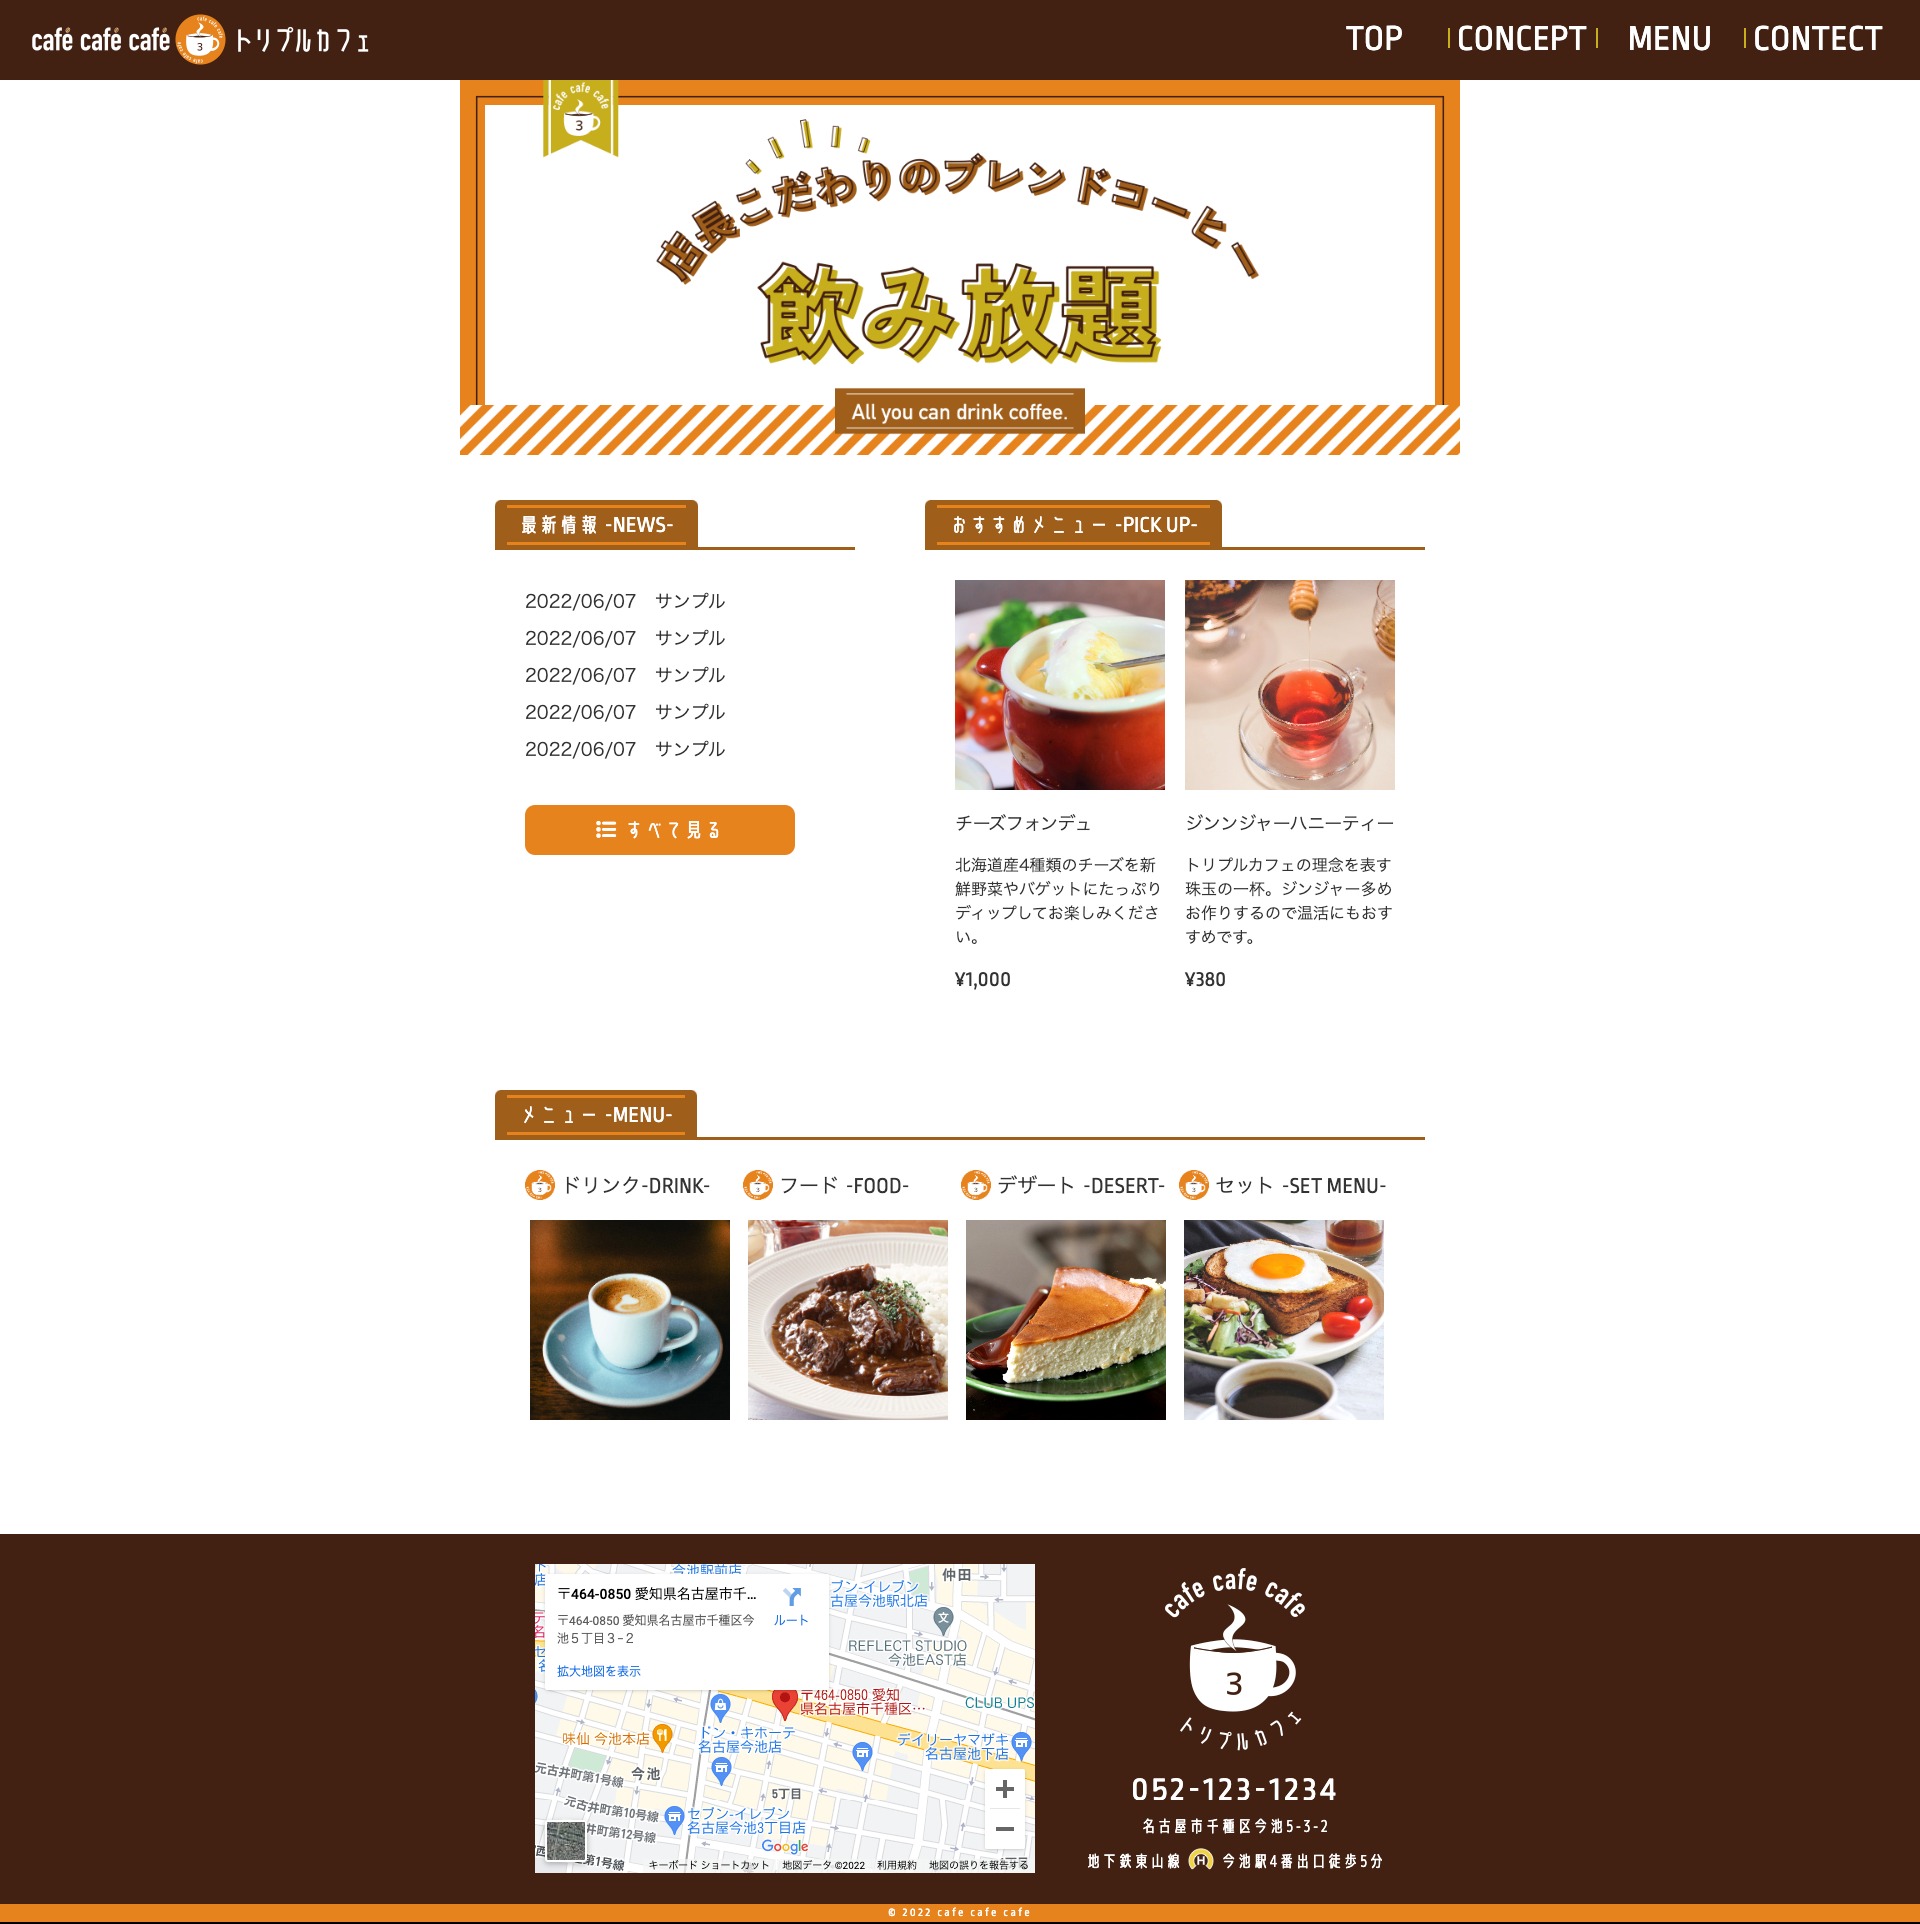 café café café 3 トリプルカフェ
TOP CONCEPT MENU CONTECT
cafe cafe cafe
3
店長こだわりのブレンドコーヒー
飲み放題
All you can drink coffee.
最新情報 -NEWS-
2022/06/07 サンプル
2022/06/07 サンプル
2022/06/07 サンプル
2022/06/07 サンプル
2022/06/07 サンプル
すべて見る
おすすめメニュー -PICK UP-
チーズフォンデュ
北海道産4種類のチーズを新
鮮野菜やバゲットにたっぷり
ディップしてお楽しみくださ
い。
¥1,000
ジンンジャーハニーティー
トリプルカフェの理念を表す
珠玉の一杯。ジンジャー多め
お作りするので温活にもおす
すめです。
¥380
メニュー -MENU-
ドリンク-DRINK-
フード -FOOD-
デザート -DESERT-
セット -SET MENU-
今池駅前店
〒464-0850 愛知県名古屋市千...
〒464-0850 愛知県名古屋市千種区今
池５丁目３−２
ルート
拡大地図を表示
ブン-イレブン
古屋今池駅北店
仲田
文
REFLECT STUDIO
今池EAST店
CLUB UPS
〒464-0850 愛知
県名古屋市千種区…
味仙 今池本店
ドン・キホーテ
名古屋今池店
デイリーヤマザキ
名古屋池下店
元古井町第1号線
今池
5丁目
元古井町第10号線
セブン-イレブン
名古屋今池3丁目店
井町第12号線
第1号線
Google
キーボード ショートカット 地図データ ©2022 利用規約 地図の誤りを報告する
cafe cafe cafe
3
トリプルカフェ
052-123-1234
名古屋市千種区今池5-3-2
地下鉄東山線 H 今池駅4番出口徒歩5分
© 2022 cafe cafe cafe